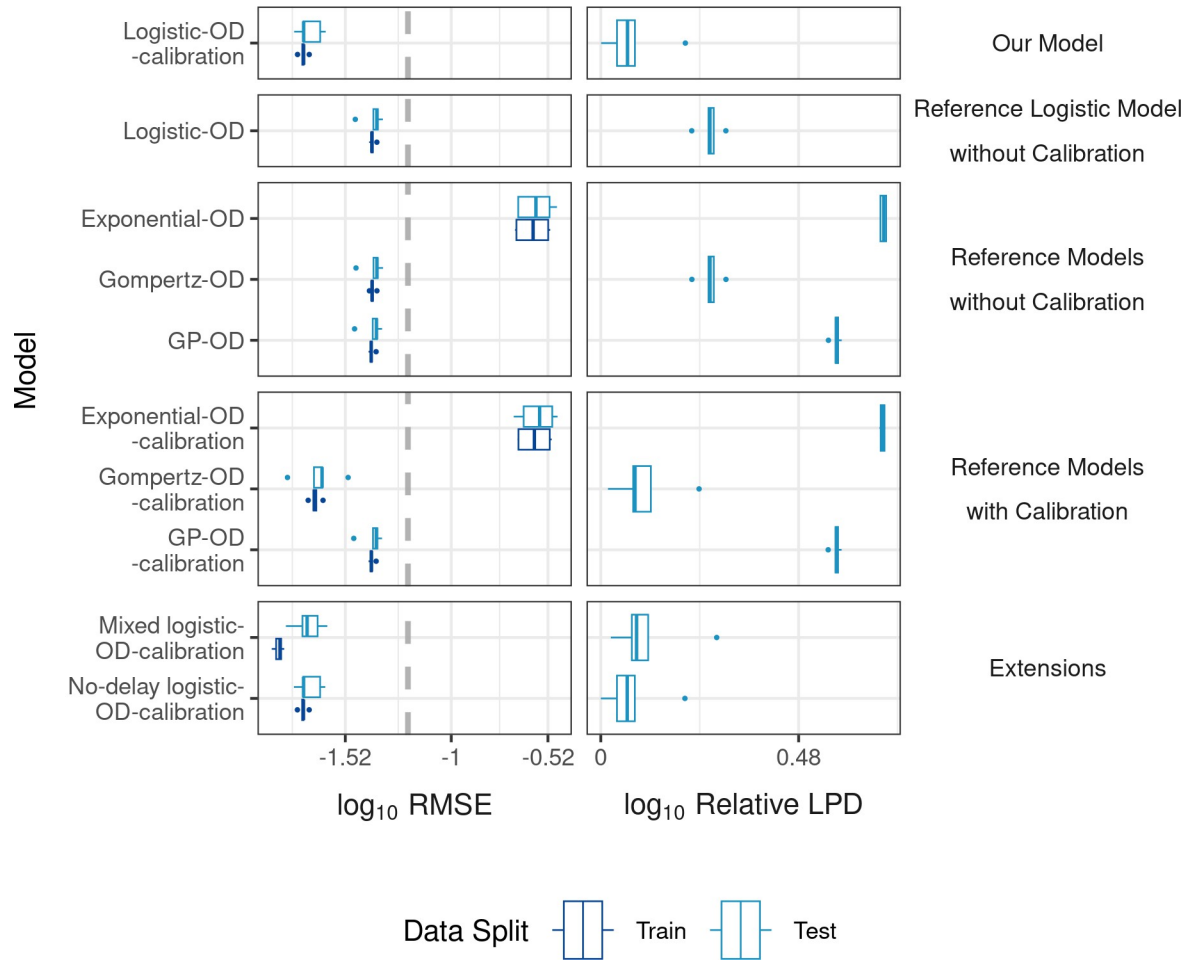 Logistic-OD
-calibration
Our Model
Logistic-OD
Reference Logistic Model
without Calibration
Exponential-OD
Gompertz-OD
GP-OD
Reference Models
without Calibration
Model
Exponential-OD
-calibration
Gompertz-OD
-calibration
GP-OD
-calibration
Reference Models
with Calibration
Mixed logistic-
OD-calibration
No-delay logistic-
OD-calibration
Extensions
-1.52 -1 -0.52 0 0.48
log₁₀ RMSE log₁₀ Relative LPD
Data Split Train Test